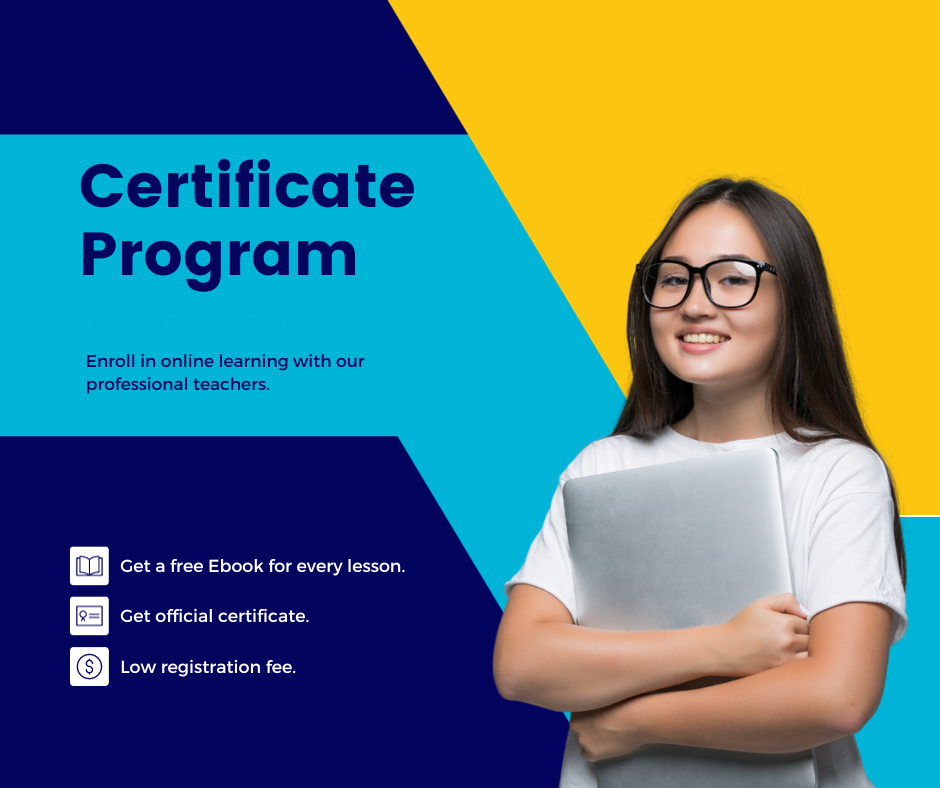 Certificate
Program
Enroll in online learning with our
professional teachers.
Get a free Ebook for every lesson.
Get official certificate.
Low registration fee.